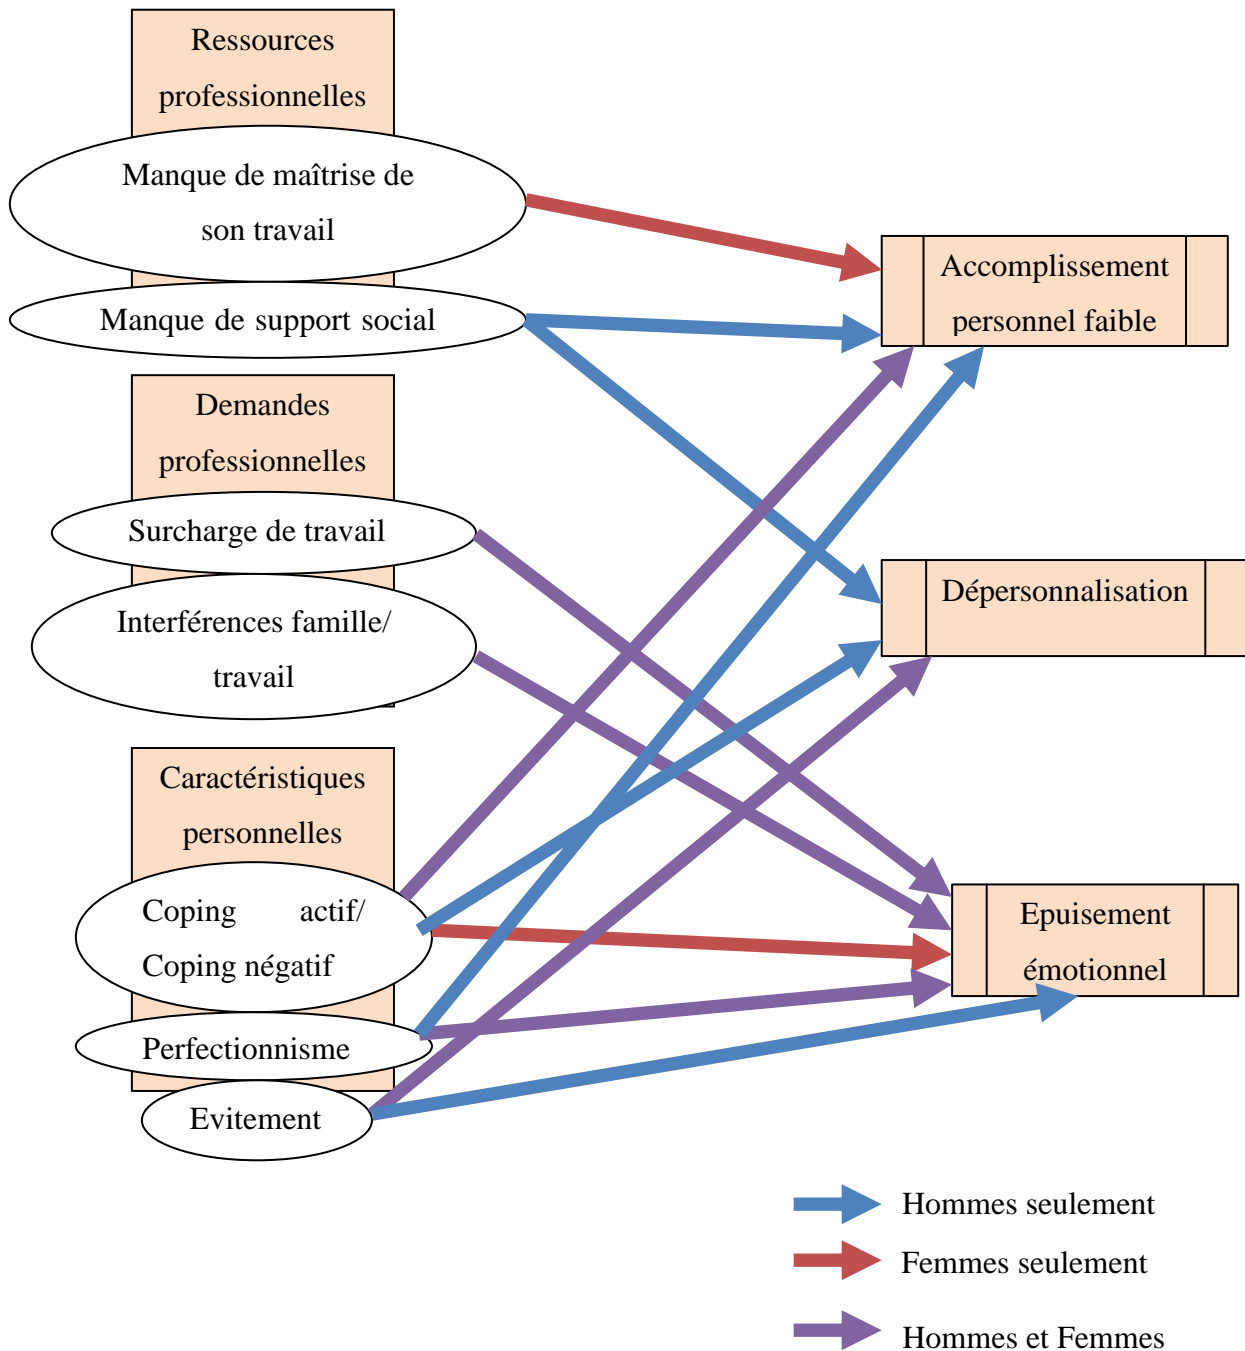 Ressources
professionnelles
Manque de maîtrise de
son travail
Manque de support social
Demandes
professionnelles
Surcharge de travail
Interférences famille/
travail
Caractéristiques
personnelles
Coping actif/
Coping négatif
Perfectionnisme
Evitement
Accomplissement
personnel faible
Dépersonnalisation
Epuisement
émotionnel
Hommes seulement
Femmes seulement
Hommes et Femmes